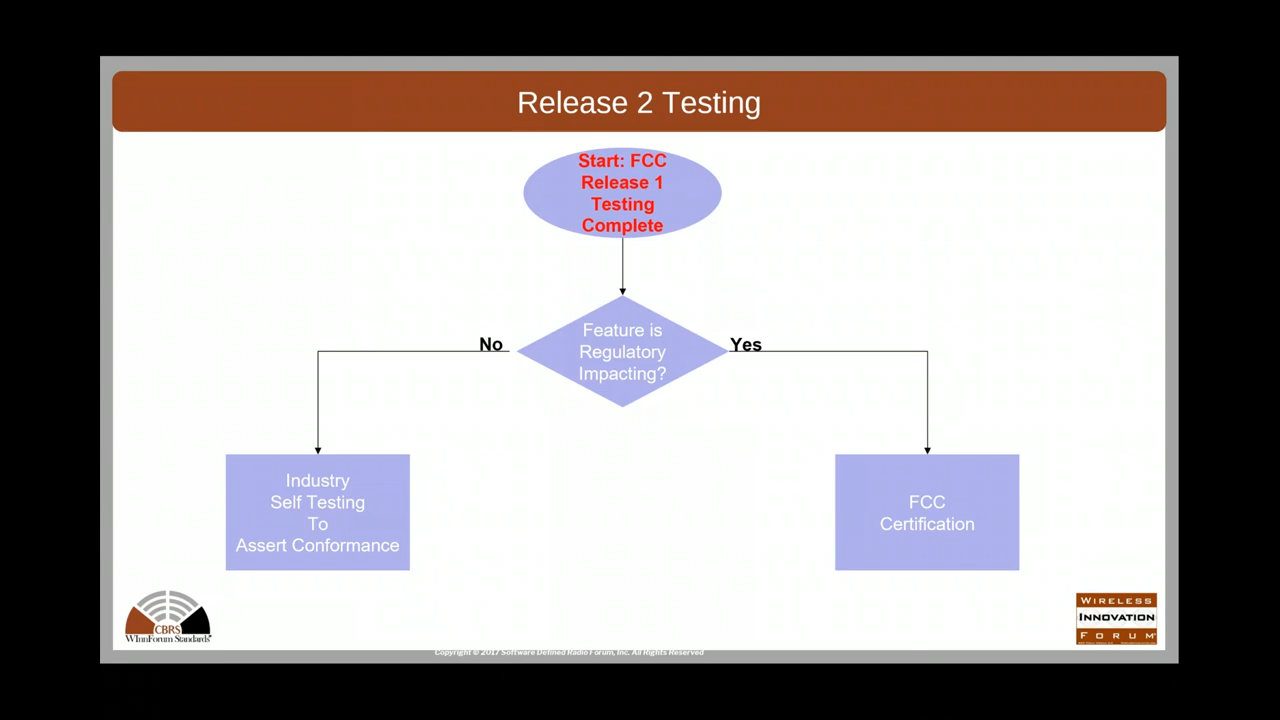 Release 2 Testing
Start: FCC
Release 1
Testing
Complete
Feature is
Regulatory
Impacting?
No
Yes
Industry
Self Testing
To
Assert Conformance
FCC
Certification
CBRS
WInnForum Standards
WIRELESS
INNOVATION
FORUM
Copyright © 2017 Software Defined Radio Forum, Inc. All Rights Reserved